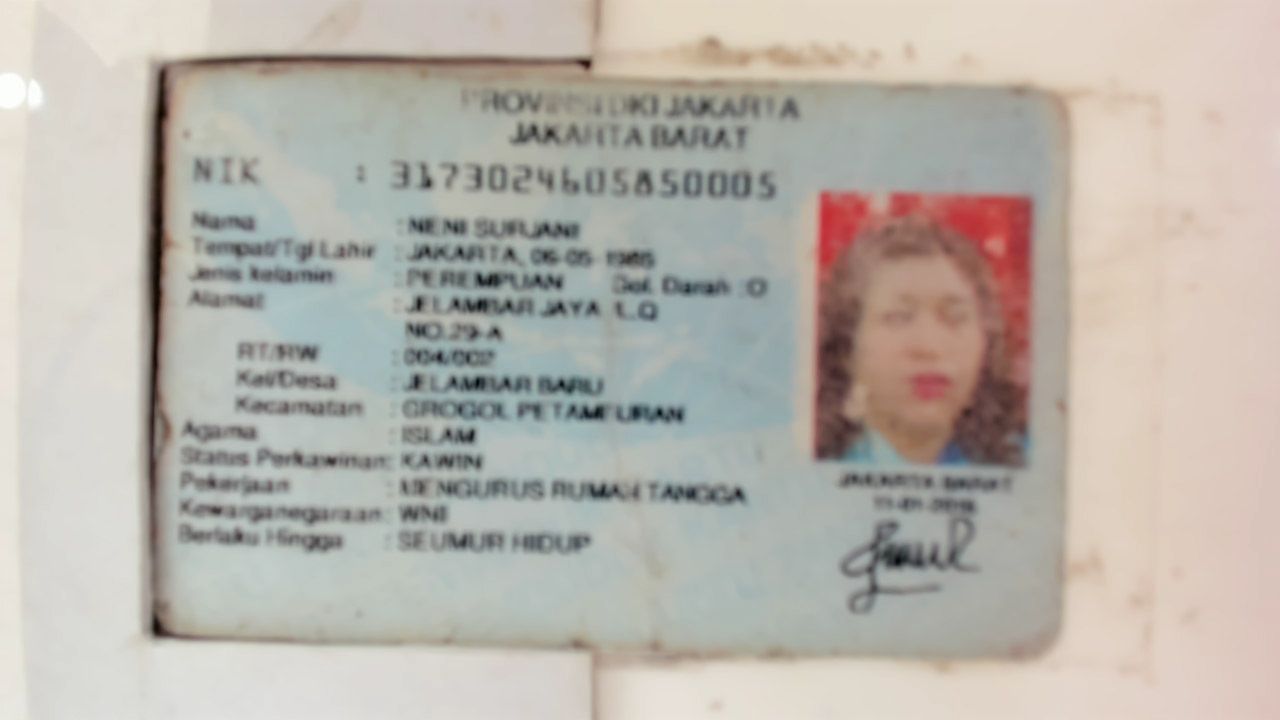 PROVINSI DKI JAKARTA
JAKARTA BARAT
NIK : 3173024605850005
Nama : NENI SURJANI
Tempat/Tgl Lahir : JAKARTA, 06-05-1985
Jenis kelamin : PEREMPUAN Gol. Darah : O
Alamat : JELAMBAR JAYA
NO.29-A
RT/RW : 004/002
Kel/Desa : JELAMBAR BARU
Kecamatan : GROGOL PETAMBURAN
Agama : ISLAM
Status Perkawinan: KAWIN
Pekerjaan : MENGURUS RUMAH TANGGA
Kewarganegaraan: WNI
Berlaku Hingga : SEUMUR HIDUP
JAKARTA BARAT